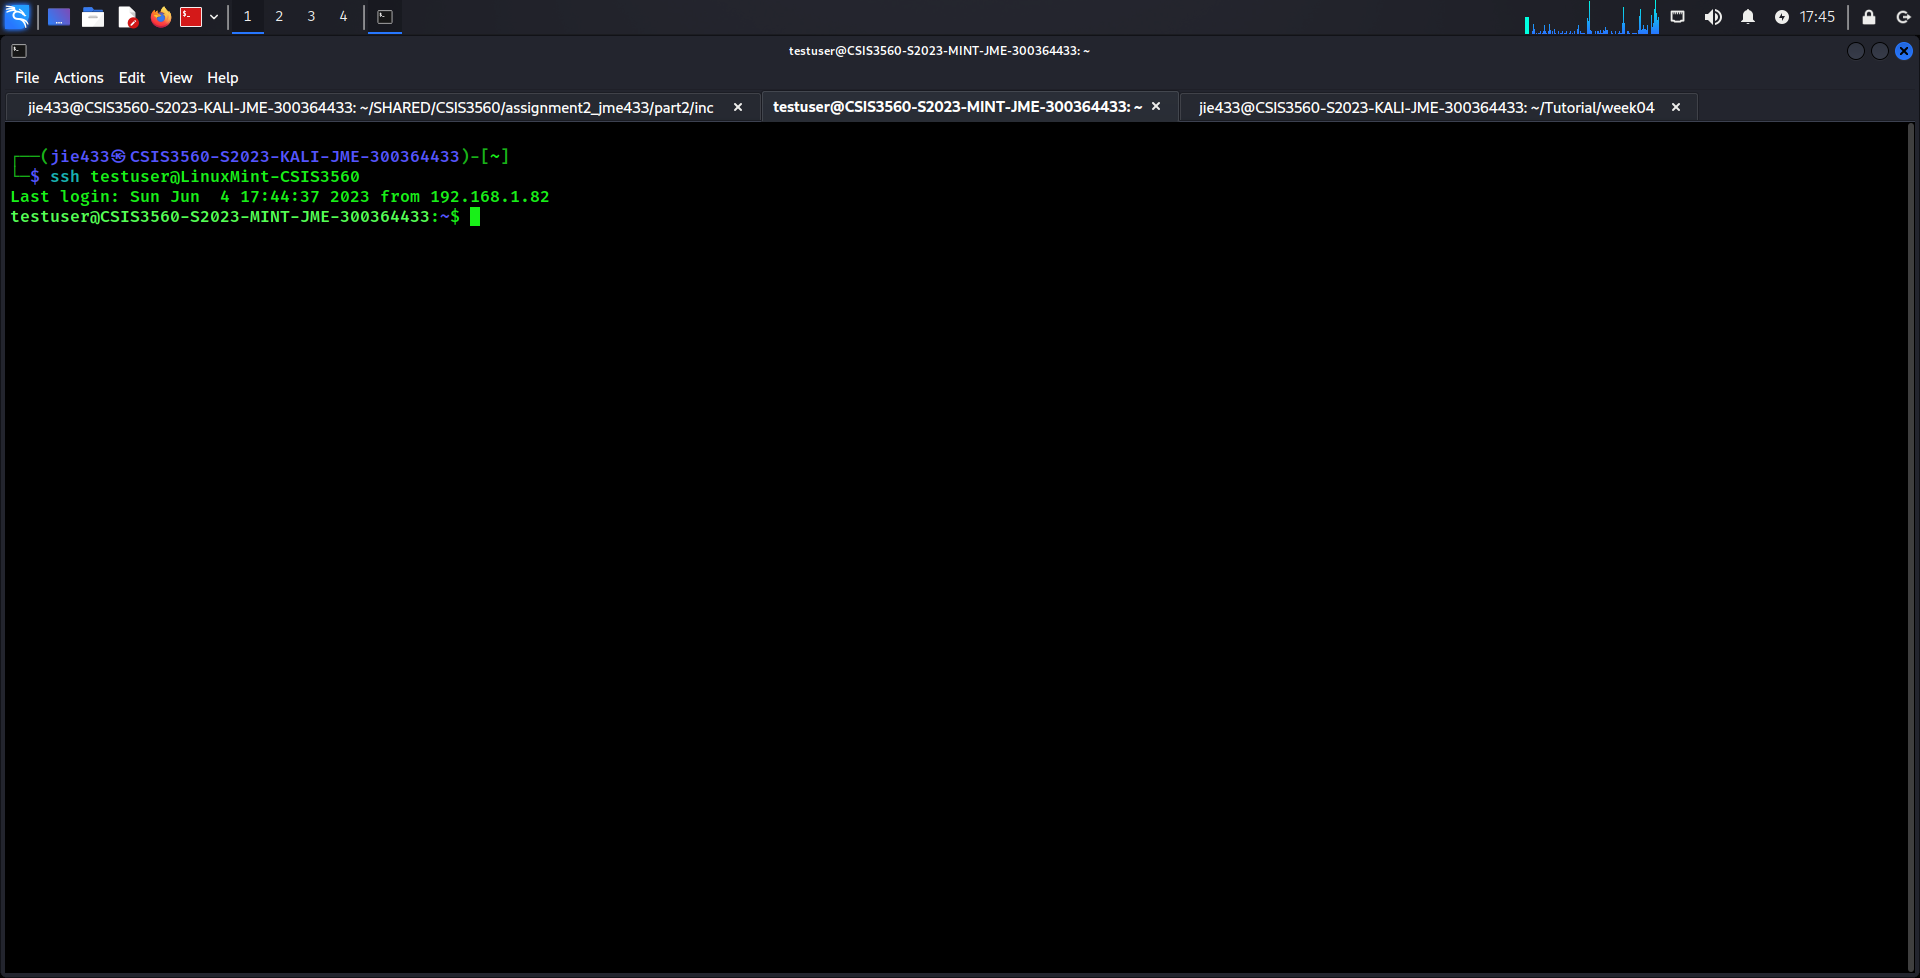 1 2 3 4 17:45
testuser@CSIS3560-S2023-MINT-JME-300364433: ~
File Actions Edit View Help
jie433@CSIS3560-S2023-KALI-JME-300364433: ~/SHARED/CSIS3560/assignment2_jme433/part2/inc testuser@CSIS3560-S2023-MINT-JME-300364433: ~ jie433@CSIS3560-S2023-KALI-JME-300364433: ~/Tutorial/week04
┌──(jie433㉿CSIS3560-S2023-KALI-JME-300364433)-[~]
└─$ ssh testuser@LinuxMint-CSIS3560
Last login: Sun Jun  4 17:44:37 2023 from 192.168.1.82
testuser@CSIS3560-S2023-MINT-JME-300364433:~$